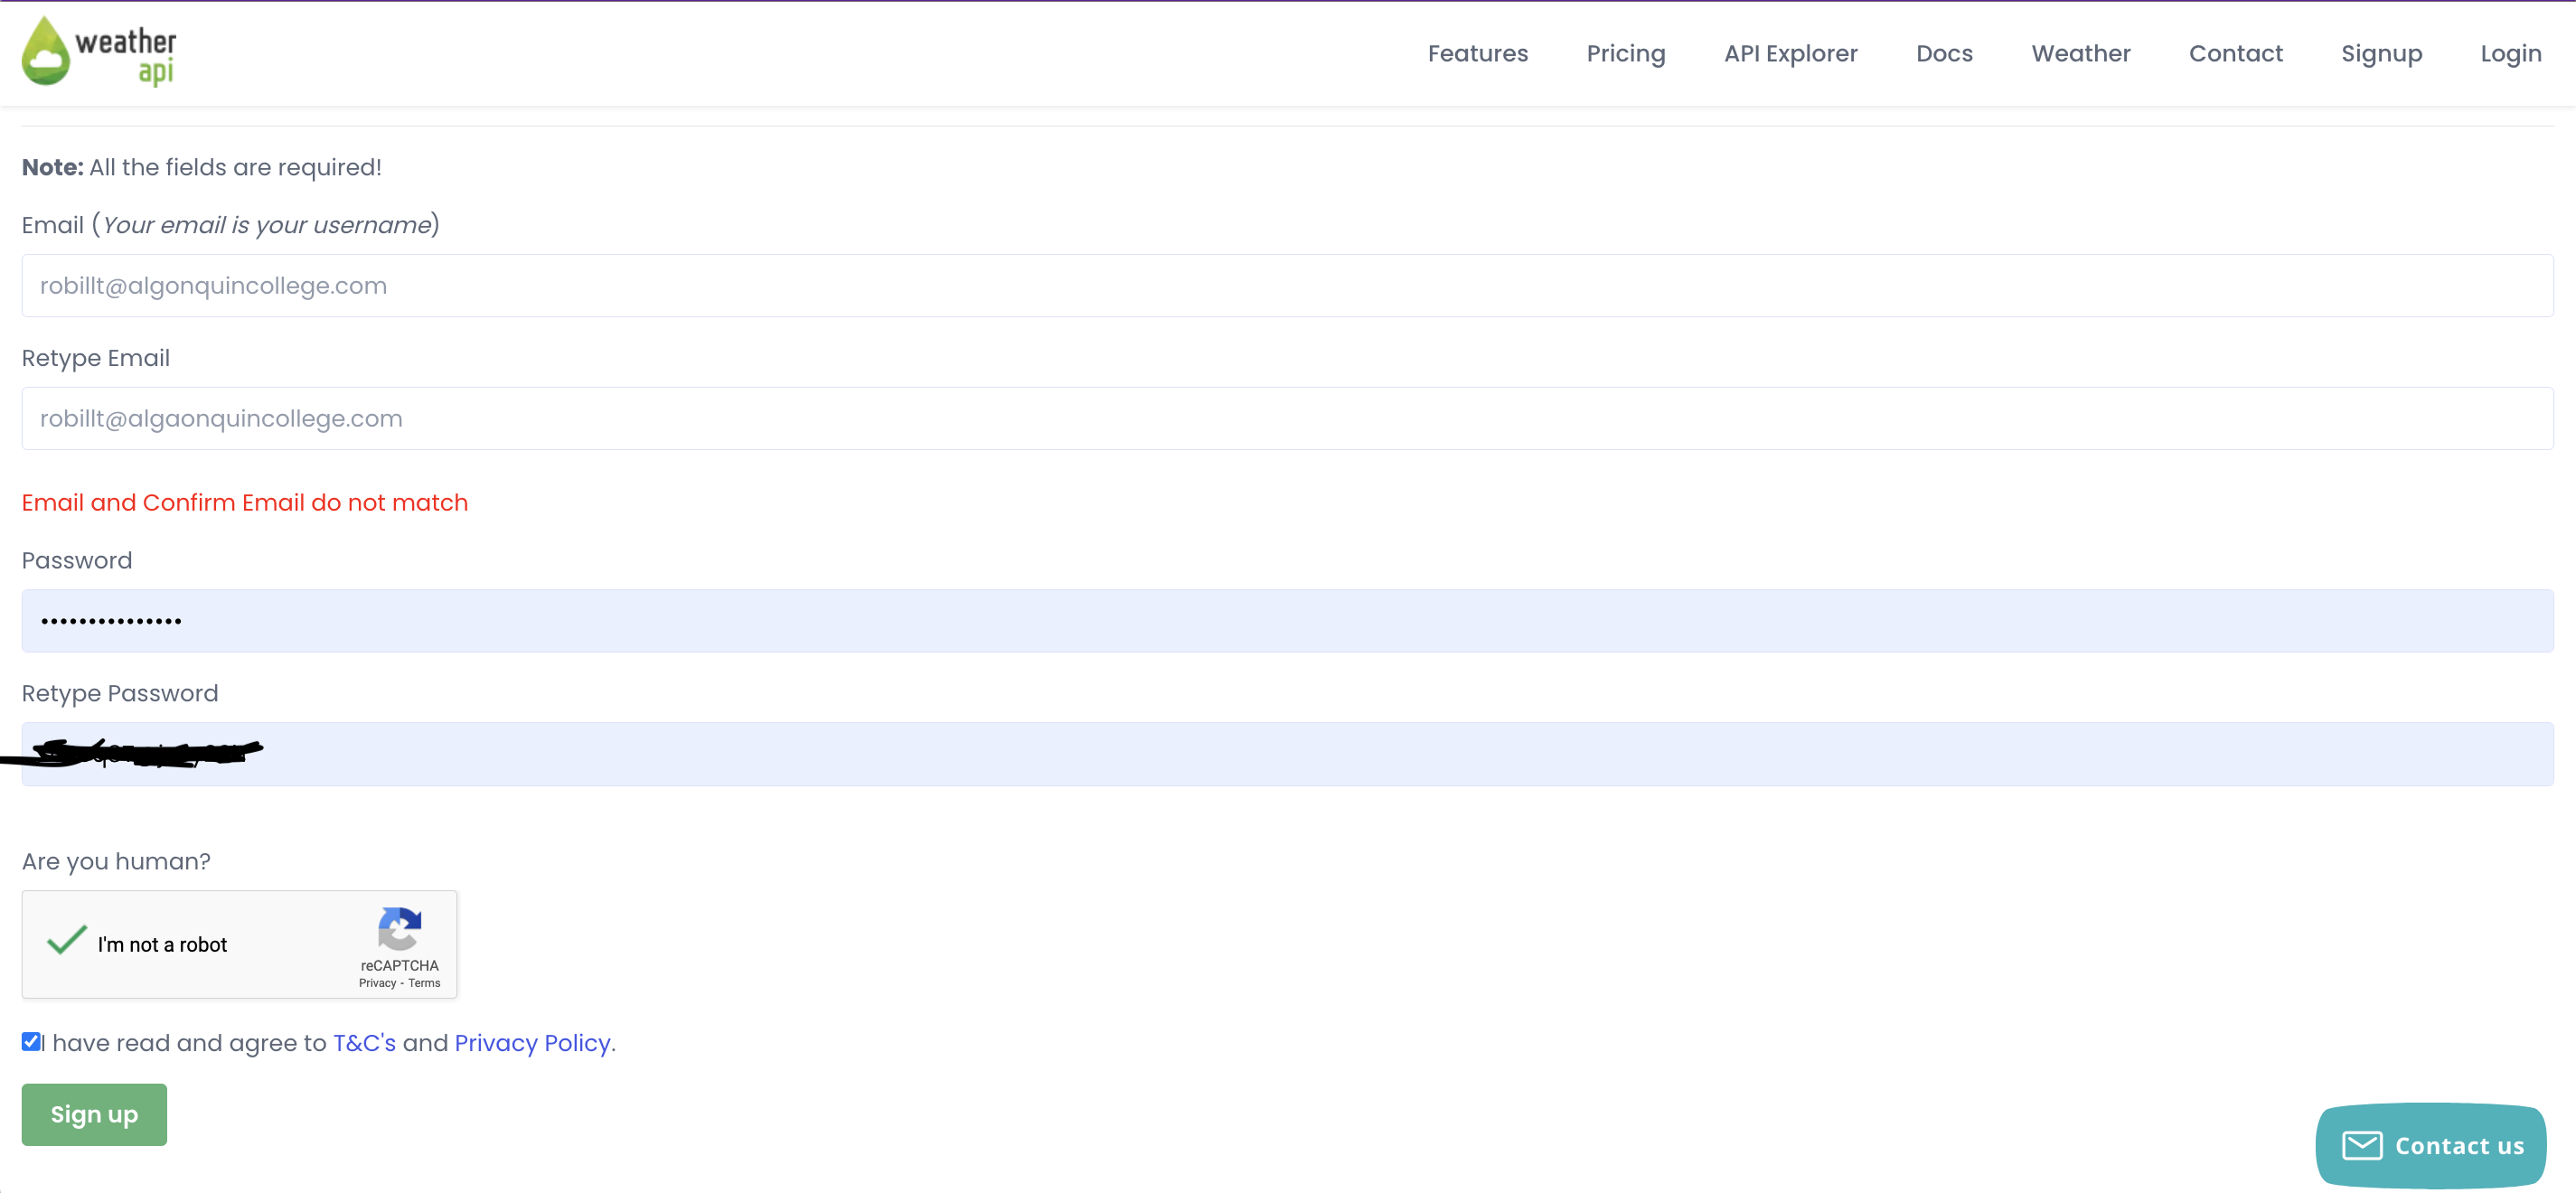 weather
api
Features Pricing API Explorer Docs Weather Contact Signup Login
Note: All the fields are required!
Email (Your email is your username)
robillt@algonquincollege.com
Retype Email
robillt@algaonquincollege.com
Email and Confirm Email do not match
Password
•••••••••••••••
Retype Password
Are you human?
I'm not a robot
reCAPTCHA
Privacy - Terms
I have read and agree to T&C's and Privacy Policy.
Sign up
Contact us